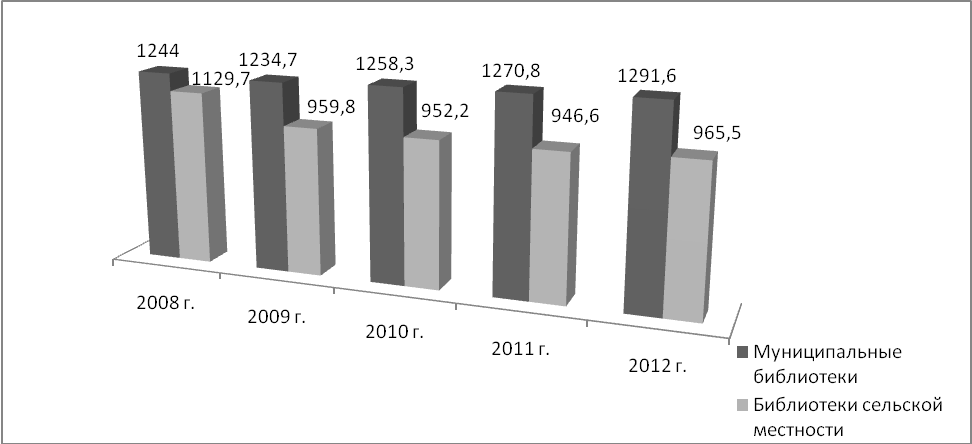 1244
1129,7
1234,7
959,8
1258,3
952,2
1270,8
946,6
1291,6
965,5
2008 г.
2009 г.
2010 г.
2011 г.
2012 г.
Муниципальные
библиотеки
Библиотеки сельской
местности